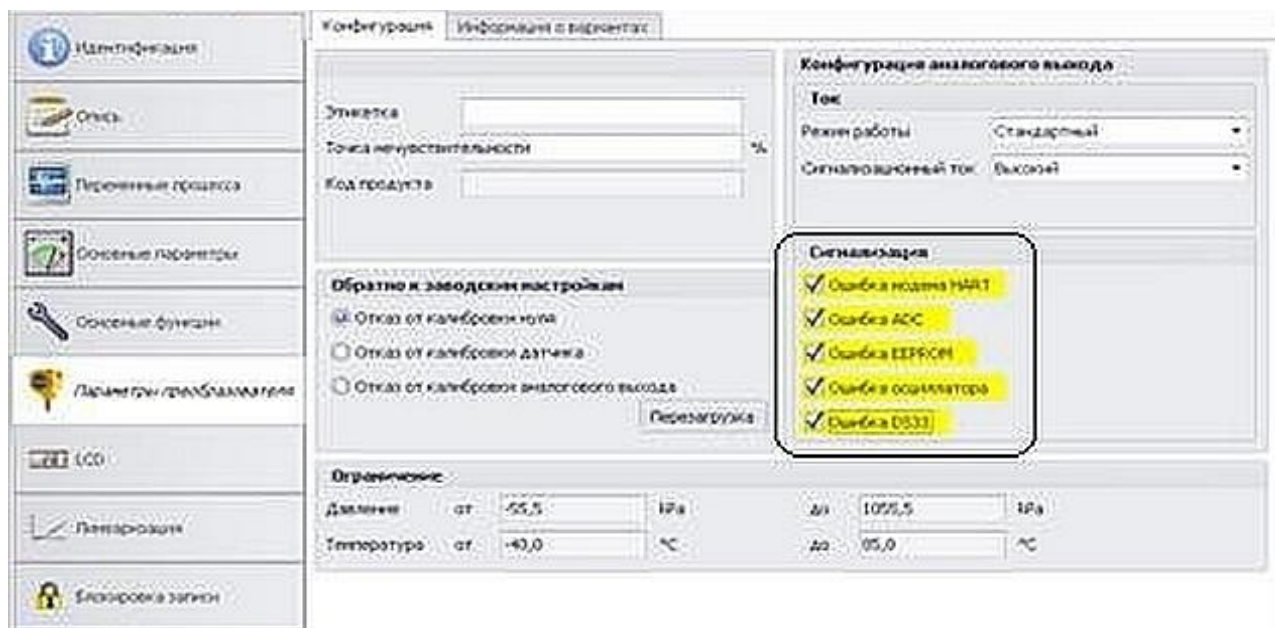 Идентификация
Опись
Переменные процесса
Основные параметры
Основные функции
Параметры преобразователя
LCD
Линеаризация
Блокировка записи
Конфигурация
Информация о вариантах
Этикетка
Точка нечувствительности
%
Код продукта
Обратно к заводским настройкам
Отказ от калибровки нуля
Отказ от калибровки датчика
Отказ от калибровки аналогового выхода
Перезагрузка
Конфигурация аналогового выхода
Ток
Режим работы
Стандартный
Сигнализационный ток
Высокий
Сигнализация
Ошибка модема HART
Ошибка ADC
Ошибка EEPROM
Ошибка осциллятора
Ошибка DS33
Ограничение
Давление от -55,5 kPa до 1055,5 kPa
Температура от -40,0 °C до 85,0 °C